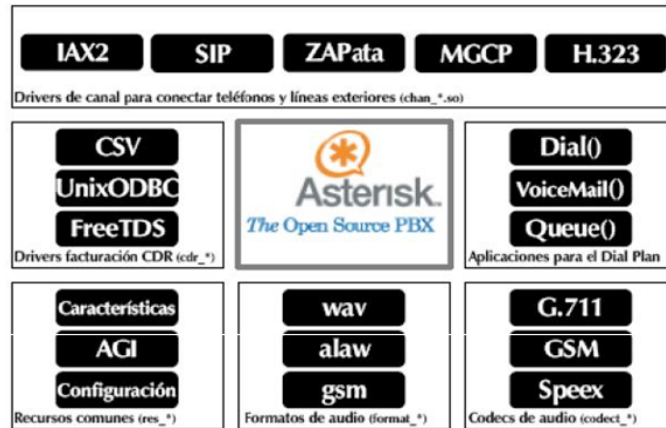 IAX2 SIP ZAPata MGCP H.323
Drivers de canal para conectar teléfonos y líneas exteriores (chan_*.so)
CSV
UnixODBC
FreeTDS
Drivers facturación CDR (cdr_*)
Asterisk™
The Open Source PBX
Dial()
VoiceMail()
Queue()
Aplicaciones para el Dial Plan
Características
AGI
Configuración
Recursos comunes (res_*)
wav
alaw
gsm
Formatos de audio (format_*)
G.711
GSM
Speex
Codecs de audio (codect_*)